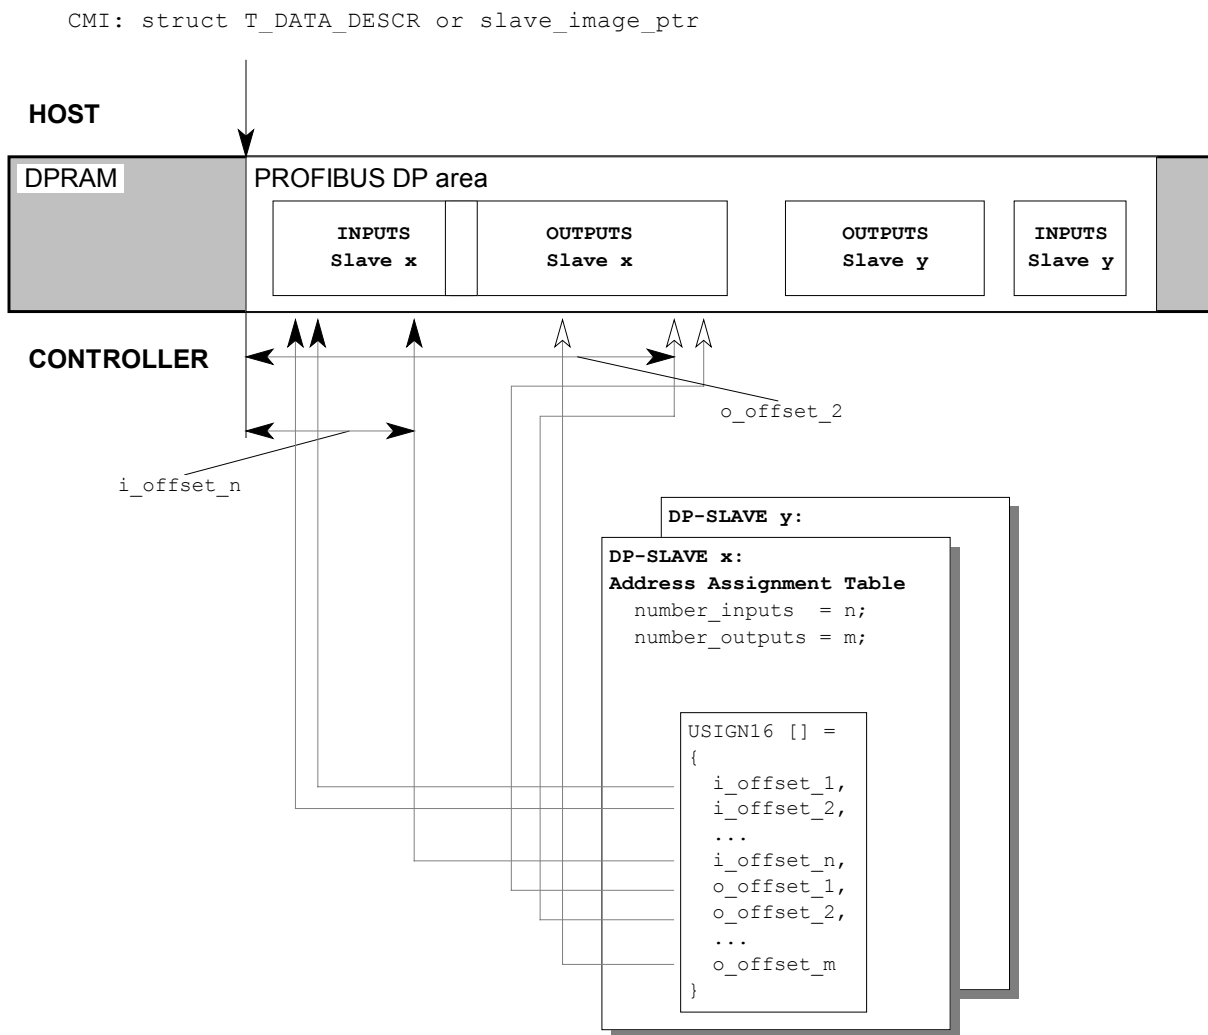 CMI: struct T_DATA_DESCR or slave_image_ptr
HOST
DPRAM
PROFIBUS DP area
INPUTS
Slave x
OUTPUTS
Slave x
OUTPUTS
Slave y
INPUTS
Slave y
CONTROLLER
o_offset_2
i_offset_n
DP-SLAVE y:
DP-SLAVE x:
Address Assignment Table
number_inputs  = n;
number_outputs = m;
USIGN16 [] =
{
i_offset_1,
i_offset_2,
...
i_offset_n,
o_offset_1,
o_offset_2,
...
o_offset_m
}